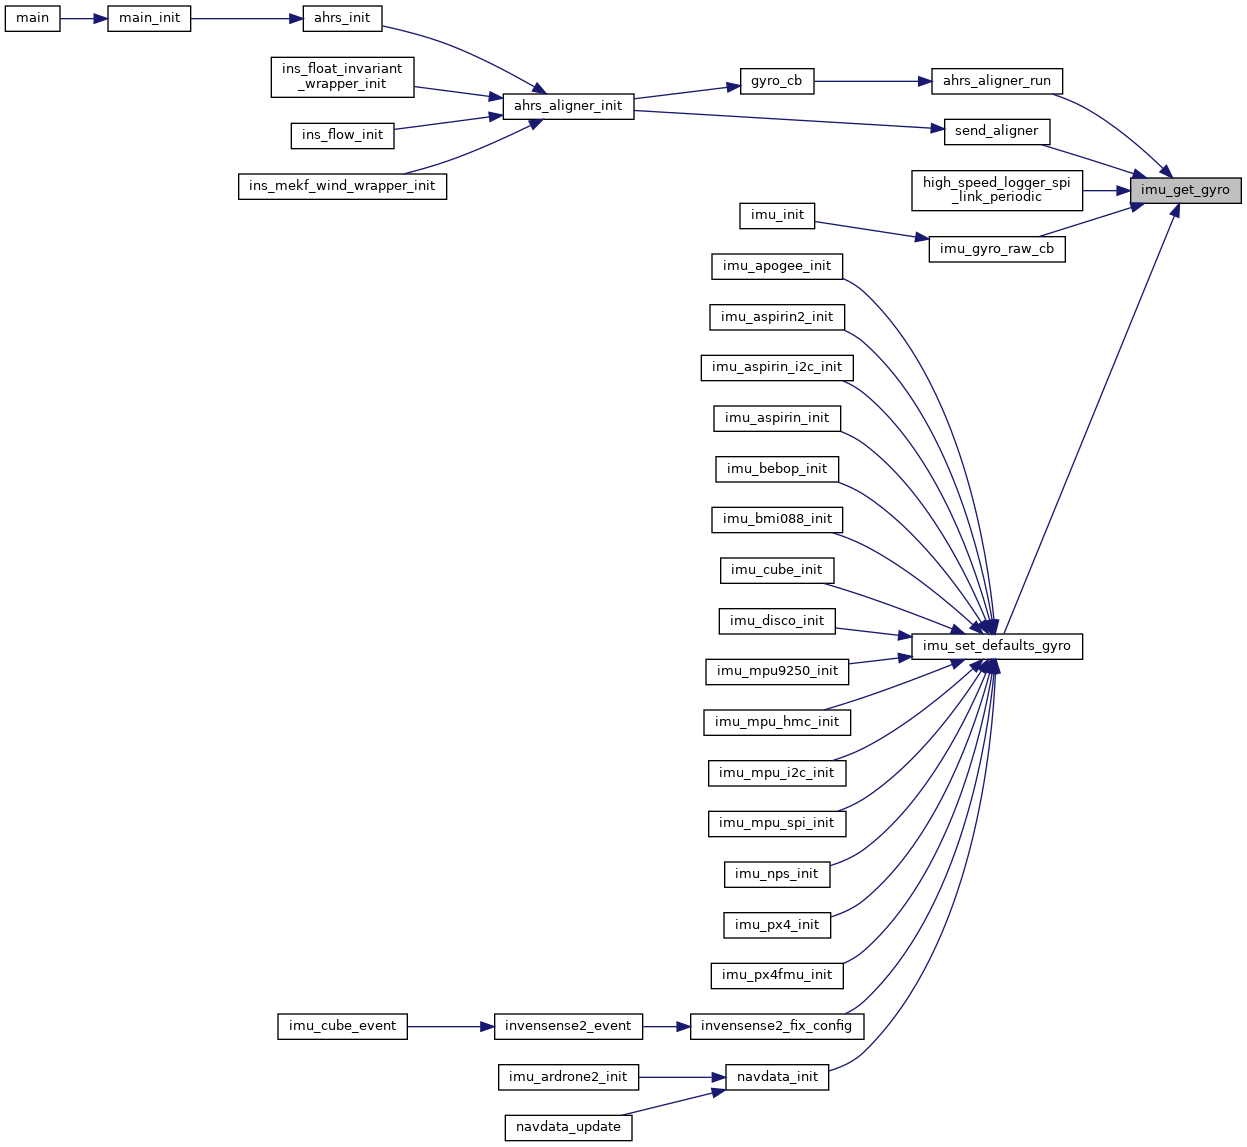 main
main_init
ahrs_init
ins_float_invariant
_wrapper_init
ins_flow_init
ins_mekf_wind_wrapper_init
ahrs_aligner_init
gyro_cb
ahrs_aligner_run
send_aligner
high_speed_logger_spi
_link_periodic
imu_get_gyro
imu_init
imu_gyro_raw_cb
imu_apogee_init
imu_aspirin2_init
imu_aspirin_i2c_init
imu_aspirin_init
imu_bebop_init
imu_bmi088_init
imu_cube_init
imu_disco_init
imu_set_defaults_gyro
imu_mpu9250_init
imu_mpu_hmc_init
imu_mpu_i2c_init
imu_mpu_spi_init
imu_nps_init
imu_px4_init
imu_px4fmu_init
imu_cube_event
invensense2_event
invensense2_fix_config
imu_ardrone2_init
navdata_init
navdata_update